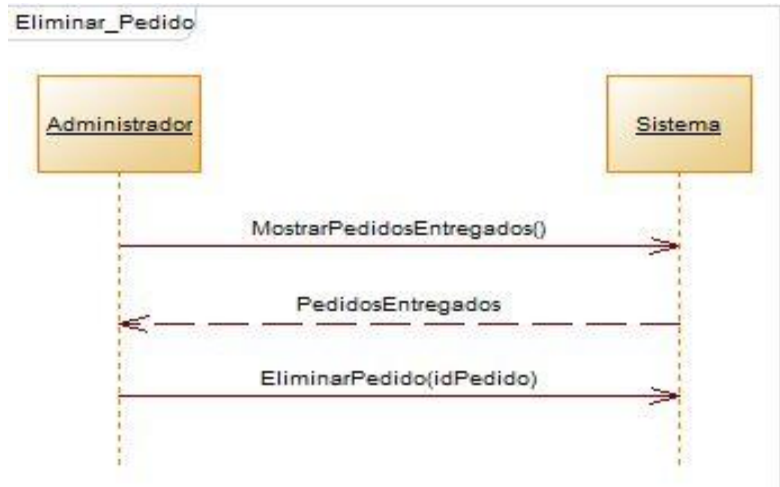 Eliminar_Pedido
Administrador
Sistema
MostrarPedidosEntregados()
PedidosEntregados
EliminarPedido(idPedido)